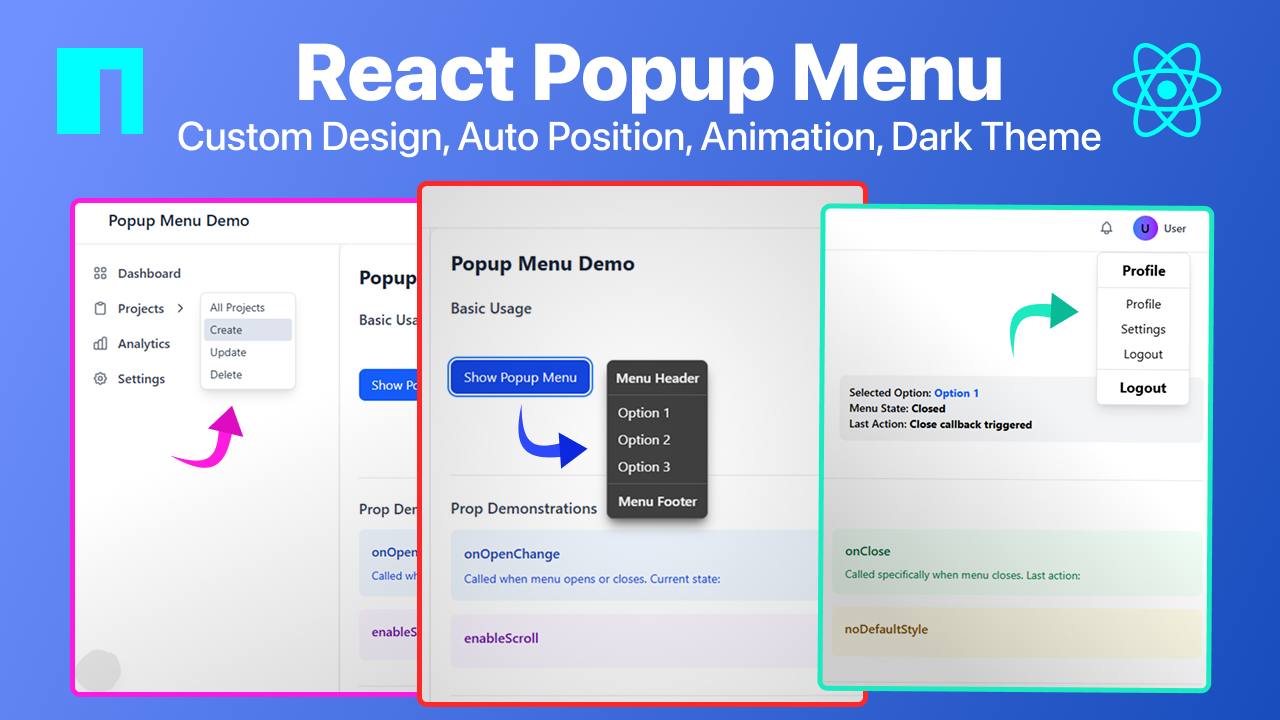 React Popup Menu
Custom Design, Auto Position, Animation, Dark Theme
Popup Menu Demo
Dashboard
Projects
Analytics
Settings
All Projects
Create
Update
Delete
Popup
Basic Usa
Show Po
Prop Den
onOpen
Called wh
enableS
Popup Menu Demo
Basic Usage
Show Popup Menu
Menu Header
Option 1
Option 2
Option 3
Menu Footer
Prop Demonstrations
onOpenChange
Called when menu opens or closes. Current state:
enableScroll
U User
Profile
Profile
Settings
Logout
Logout
Selected Option: Option 1
Menu State: Closed
Last Action: Close callback triggered
onClose
Called specifically when menu closes. Last action:
noDefaultStyle